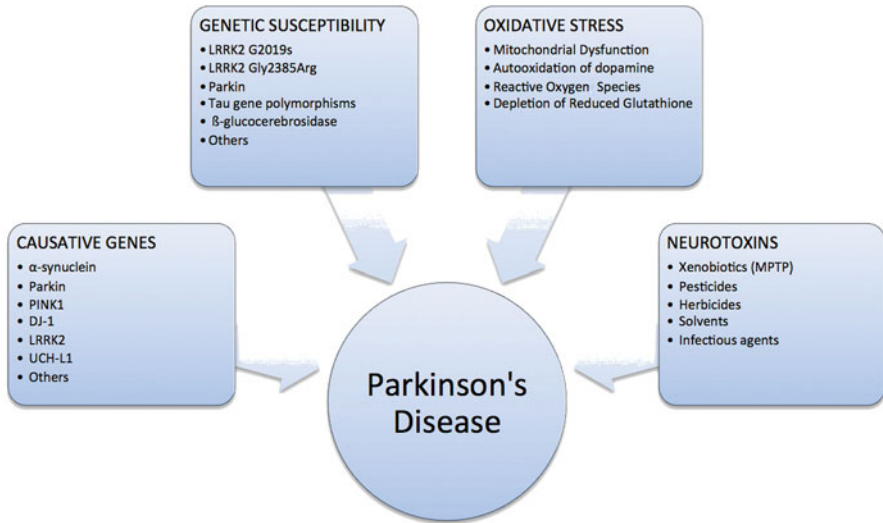 GENETIC SUSCEPTIBILITY
• LRRK2 G2019s
• LRRK2 Gly2385Arg
• Parkin
• Tau gene polymorphisms
• ß-glucocerebrosidase
• Others
OXIDATIVE STRESS
• Mitochondrial Dysfunction
• Autooxidation of dopamine
• Reactive Oxygen Species
• Depletion of Reduced Glutathione
CAUSATIVE GENES
• α-synuclein
• Parkin
• PINK1
• DJ-1
• LRRK2
• UCH-L1
• Others
NEUROTOXINS
• Xenobiotics (MPTP)
• Pesticides
• Herbicides
• Solvents
• Infectious agents
Parkinson's
Disease